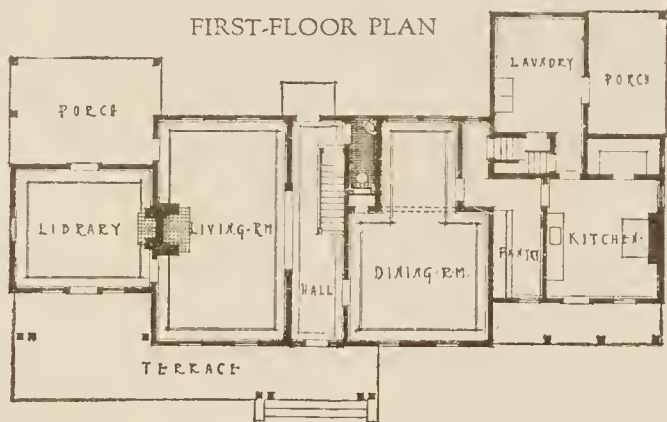 FIRST-FLOOR PLAN
LAUNDRY
PORCH
PORCH
LIBRARY
LIVING-RM
HALL
DINING-RM
PANTRY
KITCHEN
TERRACE